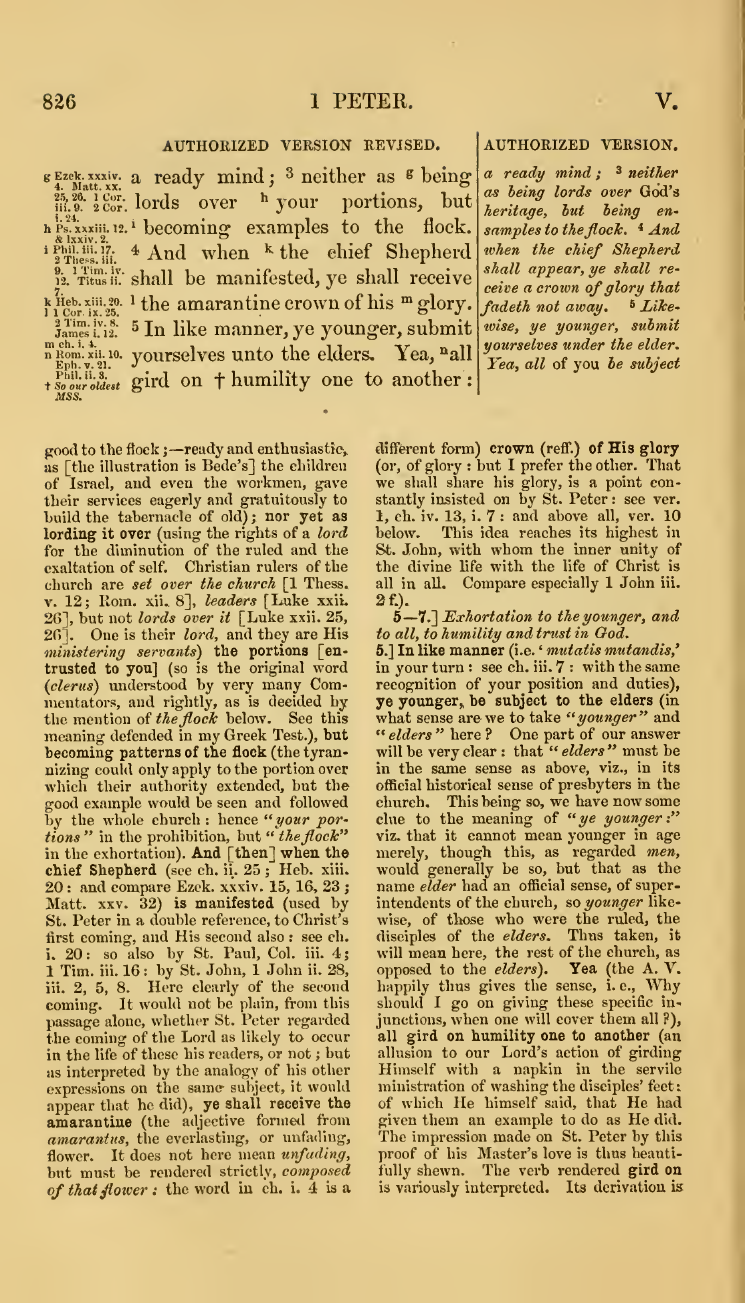 826
1 PETER.
V.
AUTHORIZED VERSION REVISED.
g Ezek. xxxiv.
4. Matt. xx.
25, 26. 1 Cor.
iii. 9. 2 Cor.
i. 24.
h Ps. xxxiii. 12.
& lxxiv. 2.
i Phil. iii. 17.
2 Thess. iii.
9. 1 Tim. iv.
12. Titus ii.
7.
k Heb. xiii. 20.
l 1 Cor. ix. 25.
2 Tim. iv. 8.
James i. 12.
m ch. i. 4.
n Rom. xii. 10.
Eph. v. 21.
Phil. ii. 3.
† So our oldest
MSS.
a ready mind; 3 neither as g being
lords over h your portions, but
i becoming examples to the flock.
4 And when k the chief Shepherd
shall be manifested, ye shall receive
l the amarantine crown of his m glory.
5 In like manner, ye younger, submit
yourselves unto the elders. Yea, n all
gird on † humility one to another:
AUTHORIZED VERSION.
a ready mind; 3 neither
as being lords over God's
heritage, but being en-
samples to the flock. 4 And
when the chief Shepherd
shall appear, ye shall re-
ceive a crown of glory that
fadeth not away. 5 Like-
wise, ye younger, submit
yourselves under the elder.
Yea, all of you be subject
good to the flock;—ready and enthusiastic,
as [the illustration is Bede's] the children
of Israel, and even the workmen, gave
their services eagerly and gratuitously to
build the tabernacle of old); nor yet as
lording it over (using the rights of a lord
for the diminution of the ruled and the
exaltation of self. Christian rulers of the
church are set over the church [1 Thess.
v. 12; Rom. xii. 8], leaders [Luke xxii.
26], but not lords over it [Luke xxii. 25,
26]. One is their lord, and they are His
ministering servants) the portions [en-
trusted to you] (so is the original word
(clerus) understood by very many Com-
mentators, and rightly, as is decided by
the mention of the flock below. See this
meaning defended in my Greek Test.), but
becoming patterns of the flock (the tyran-
nizing could only apply to the portion over
which their authority extended, but the
good example would be seen and followed
by the whole church: hence "your por-
tions" in the prohibition, but "the flock"
in the exhortation). And [then] when the
chief Shepherd (see ch. ii. 25; Heb. xiii.
20: and compare Ezek. xxxiv. 15, 16, 23;
Matt. xxv. 32) is manifested (used by
St. Peter in a double reference, to Christ's
first coming, and His second also: see ch.
i. 20: so also by St. Paul, Col. iii. 4;
1 Tim. iii. 16: by St. John, 1 John ii. 28,
iii. 2, 5, 8. Here clearly of the second
coming. It would not be plain, from this
passage alone, whether St. Peter regarded
the coming of the Lord as likely to occur
in the life of these his readers, or not; but
as interpreted by the analogy of his other
expressions on the same subject, it would
appear that he did), ye shall receive the
amarantine (the adjective formed from
amarantus, the everlasting, or unfading,
flower. It does not here mean unfading,
but must be rendered strictly, composed
of that flower: the word in ch. i. 4 is a
different form) crown (reff.) of His glory
(or, of glory: but I prefer the other. That
we shall share his glory, is a point con-
stantly insisted on by St. Peter: see ver.
1, ch. iv. 13, i. 7: and above all, ver. 10
below. This idea reaches its highest in
St. John, with whom the inner unity of
the divine life with the life of Christ is
all in all. Compare especially 1 John iii.
2 f.).
5—7.] Exhortation to the younger, and
to all, to humility and trust in God.
5.] In like manner (i.e. 'mutatis mutandis,'
in your turn: see ch. iii. 7: with the same
recognition of your position and duties),
ye younger, be subject to the elders (in
what sense are we to take "younger" and
"elders" here? One part of our answer
will be very clear: that "elders" must be
in the same sense as above, viz., in its
official historical sense of presbyters in the
church. This being so, we have now some
clue to the meaning of "ye younger:"
viz. that it cannot mean younger in age
merely, though this, as regarded men,
would generally be so, but that as the
name elder had an official sense, of super-
intendents of the church, so younger like-
wise, of those who were the ruled, the
disciples of the elders. Thus taken, it
will mean here, the rest of the church, as
opposed to the elders). Yea (the A. V.
happily thus gives the sense, i. e., Why
should I go on giving these specific in-
junctions, when one will cover them all?),
all gird on humility one to another (an
allusion to our Lord's action of girding
Himself with a napkin in the servile
ministration of washing the disciples' feet:
of which He himself said, that He had
given them an example to do as He did.
The impression made on St. Peter by this
proof of his Master's love is thus beauti-
fully shewn. The verb rendered gird on
is variously interpreted. Its derivation is